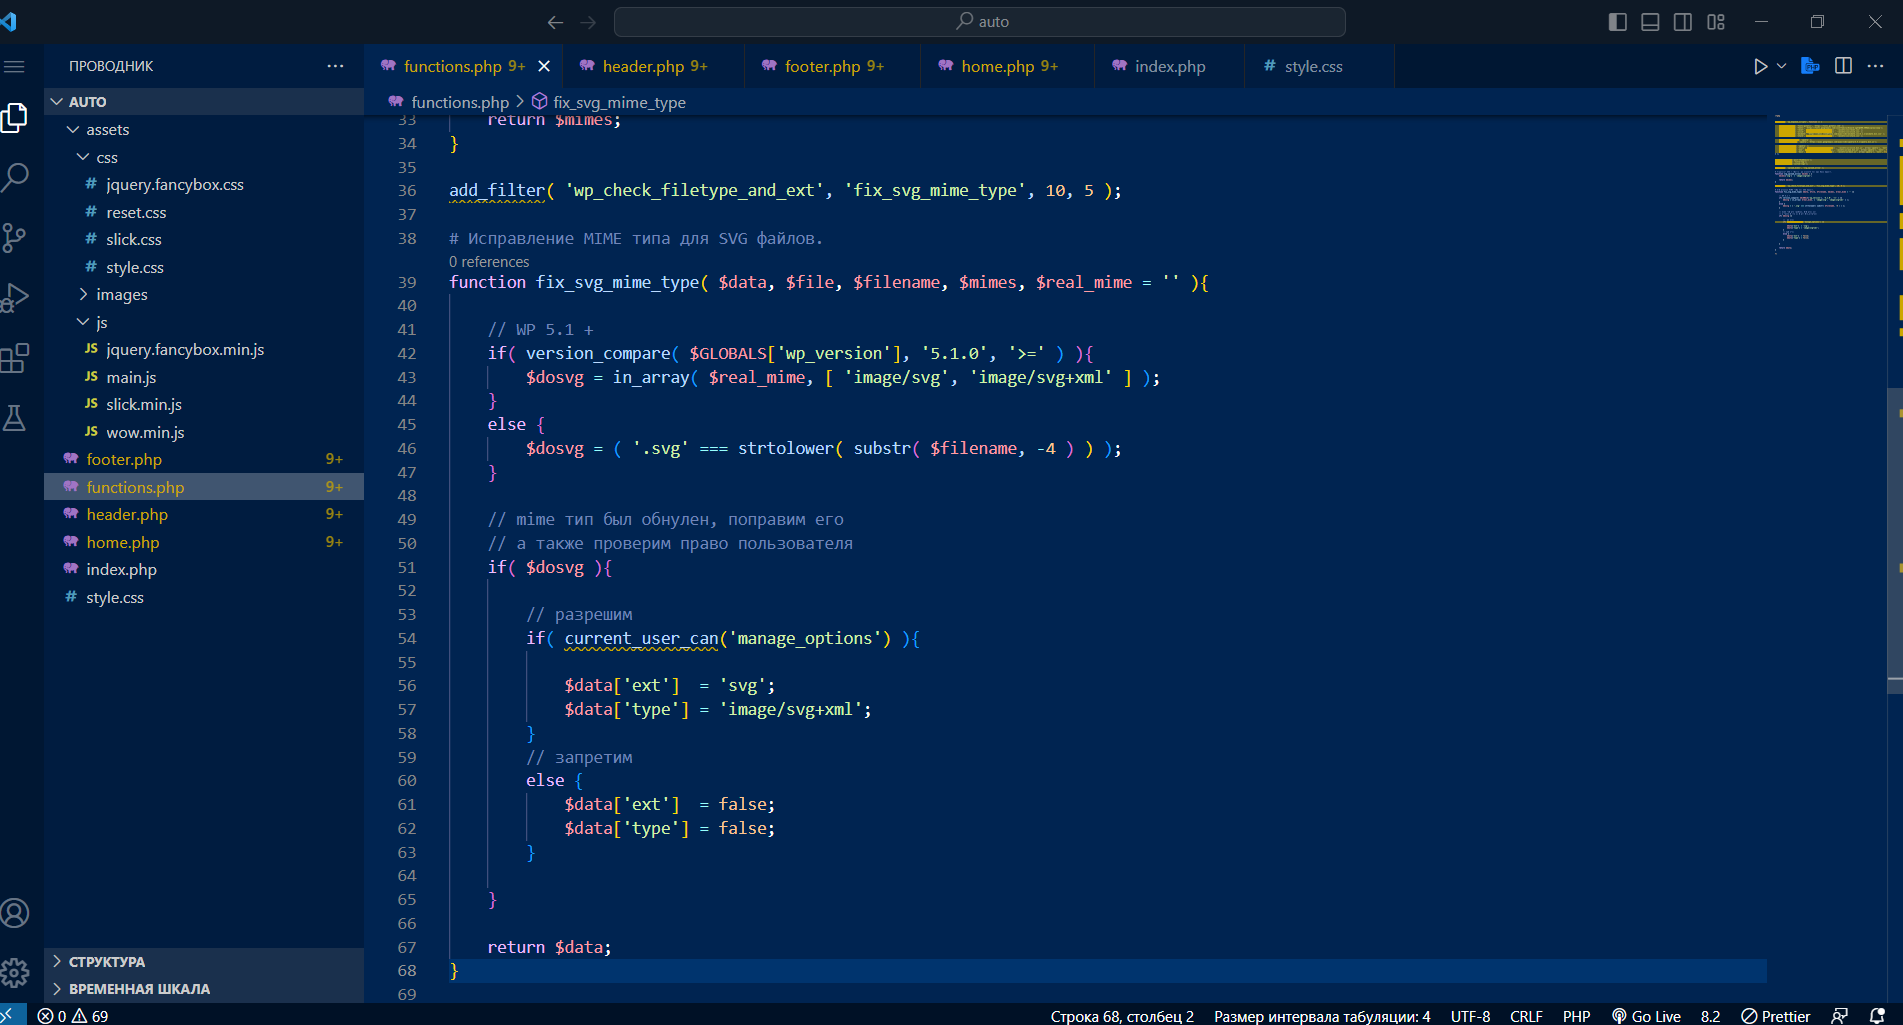 auto
ПРОВОДНИК
functions.php 9+
header.php 9+
footer.php 9+
home.php 9+
index.php
# style.css
AUTO
functions.php > fix_svg_mime_type
assets
css
# jquery.fancybox.css
# reset.css
# slick.css
# style.css
images
js
JS jquery.fancybox.min.js
JS main.js
JS slick.min.js
JS wow.min.js
footer.php 9+
functions.php 9+
header.php 9+
home.php 9+
index.php
# style.css
СТРУКТУРА
ВРЕМЕННАЯ ШКАЛА
33 return $mimes;
34 }
35
36 add_filter( 'wp_check_filetype_and_ext', 'fix_svg_mime_type', 10, 5 );
37
38 # Исправление MIME типа для SVG файлов.
0 references
39 function fix_svg_mime_type( $data, $file, $filename, $mimes, $real_mime = '' ){
40
41 // WP 5.1 +
42 if( version_compare( $GLOBALS['wp_version'], '5.1.0', '>=' ) ){
43 $dosvg = in_array( $real_mime, [ 'image/svg', 'image/svg+xml' ] );
44 }
45 else {
46 $dosvg = ( '.svg' === strtolower( substr( $filename, -4 ) ) );
47 }
48
49 // mime тип был обнулен, поправим его
50 // а также проверим право пользователя
51 if( $dosvg ){
52
53 // разрешим
54 if( current_user_can('manage_options') ){
55
56 $data['ext']  = 'svg';
57 $data['type'] = 'image/svg+xml';
58 }
59 // запретим
60 else {
61 $data['ext']  = false;
62 $data['type'] = false;
63 }
64
65 }
66
67 return $data;
68 }
69
0 69
Строка 68, столбец 2
Размер интервала табуляции: 4
UTF-8
CRLF
PHP
Go Live
8.2
Prettier